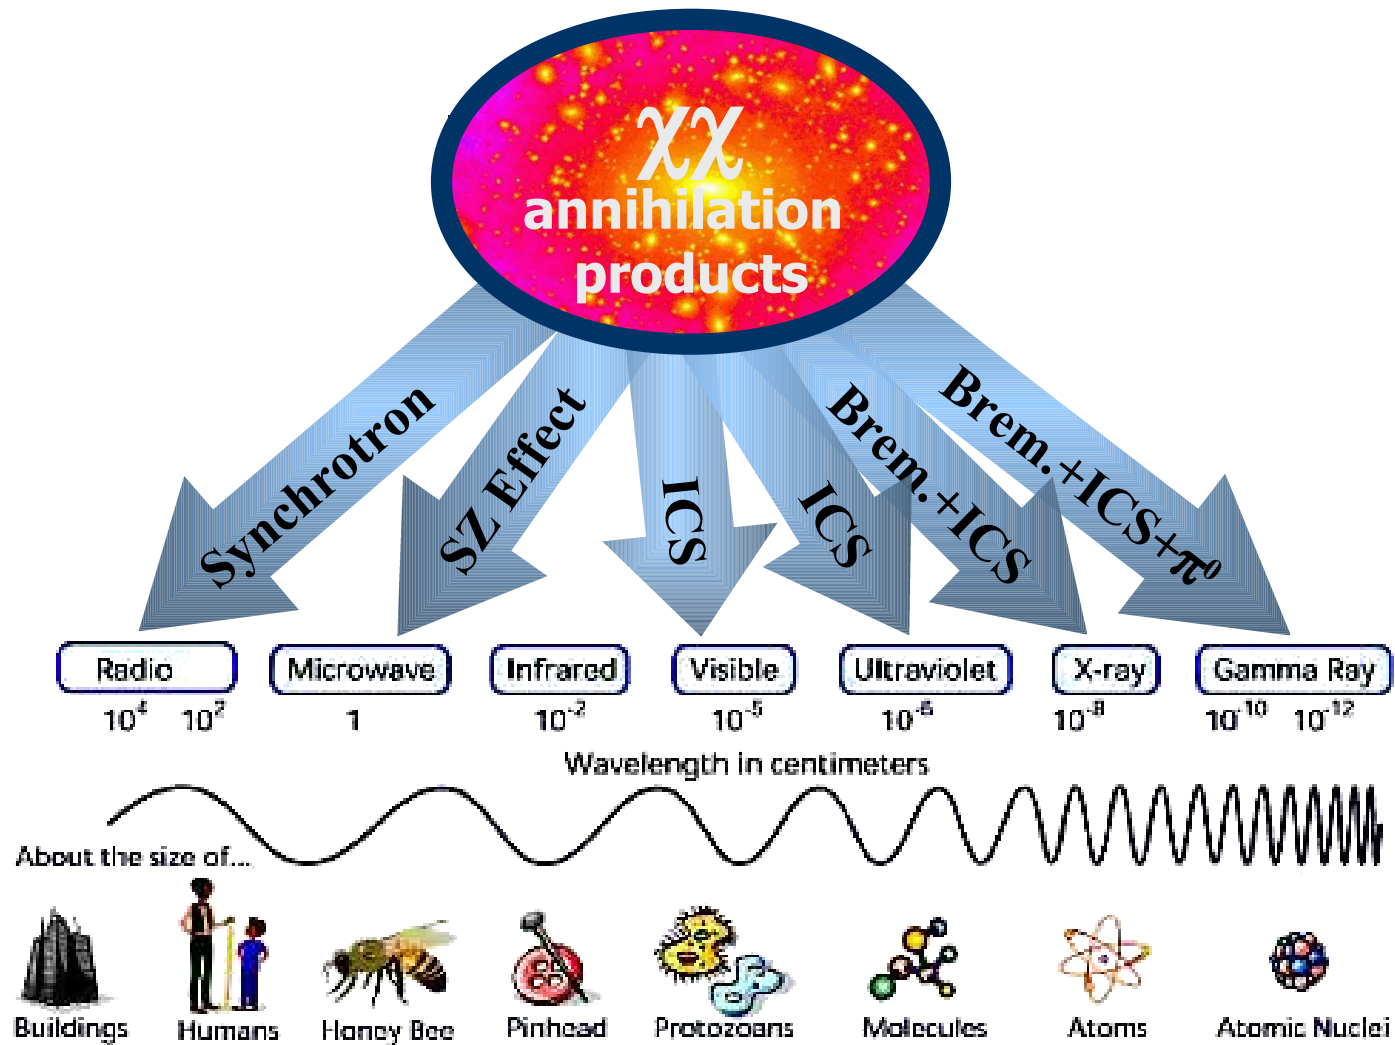 χχ
annihilation
products
Synchrotron
SZ Effect
ICS
ICS
Brem.+ICS
Brem.+ICS+π⁰
Radio Microwave Infrared Visible Ultraviolet X-ray Gamma Ray
10⁴ 10² 1 10⁻² 10⁻⁵ 10⁻⁶ 10⁻⁸ 10⁻¹⁰ 10⁻¹²
Wavelength in centimeters
About the size of...
Buildings Humans Honey Bee Pinhead Protozoans Molecules Atoms Atomic Nuclei